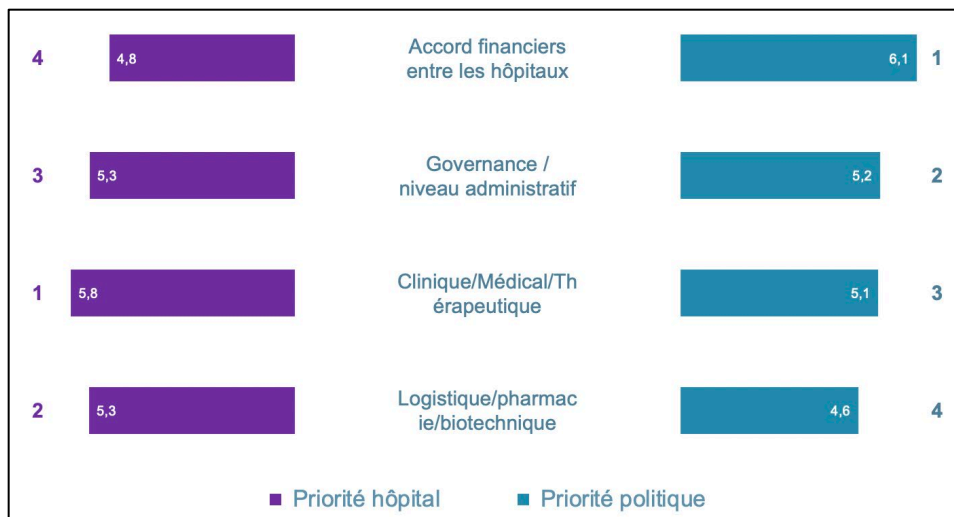 4
4,8
Accord financiers
entre les hôpitaux
6,1
1
3
5,3
Governance /
niveau administratif
5,2
2
1
5,8
Clinique/Médical/Th
érapeutique
5,1
3
2
5,3
Logistique/pharmac
ie/biotechnique
4,6
4
Priorité hôpital
Priorité politique